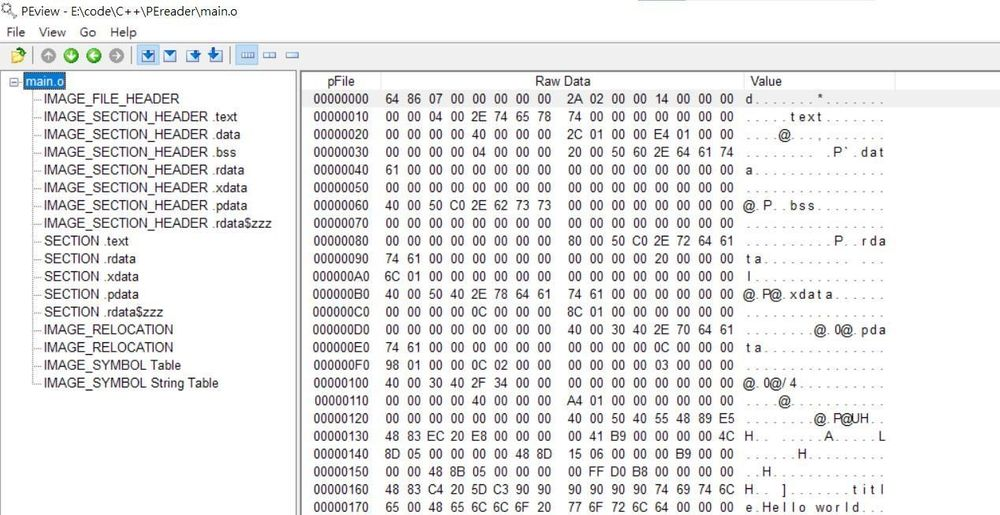 PEview - E:\code\C++\PEreader\main.o
File View Go Help
main.o
IMAGE_FILE_HEADER
IMAGE_SECTION_HEADER .text
IMAGE_SECTION_HEADER .data
IMAGE_SECTION_HEADER .bss
IMAGE_SECTION_HEADER .rdata
IMAGE_SECTION_HEADER .xdata
IMAGE_SECTION_HEADER .pdata
IMAGE_SECTION_HEADER .rdata$zzz
SECTION .text
SECTION .rdata
SECTION .xdata
SECTION .pdata
SECTION .rdata$zzz
IMAGE_RELOCATION
IMAGE_RELOCATION
IMAGE_SYMBOL Table
IMAGE_SYMBOL String Table
pFile Raw Data Value
00000000 64 86 07 00 00 00 00 00 2A 02 00 00 14 00 00 00 d.......*.......
00000010 00 00 04 00 2E 74 65 78 74 00 00 00 00 00 00 00 .....text.......
00000020 00 00 00 00 40 00 00 00 2C 01 00 00 E4 01 00 00 ....@...,.......
00000030 00 00 00 00 04 00 00 00 20 00 50 60 2E 64 61 74 ........ .P`.dat
00000040 61 00 00 00 00 00 00 00 00 00 00 00 00 00 00 00 a...............
00000050 00 00 00 00 00 00 00 00 00 00 00 00 00 00 00 00 ................
00000060 40 00 50 C0 2E 62 73 73 00 00 00 00 00 00 00 00 @.P..bss........
00000070 00 00 00 00 00 00 00 00 00 00 00 00 00 00 00 00 ................
00000080 00 00 00 00 00 00 00 00 80 00 50 C0 2E 72 64 61 ..........P..rda
00000090 74 61 00 00 00 00 00 00 00 00 00 00 20 00 00 00 ta.......... ...
000000A0 6C 01 00 00 00 00 00 00 00 00 00 00 00 00 00 00 l...............
000000B0 40 00 50 40 2E 78 64 61 74 61 00 00 00 00 00 00 @.P@.xdata......
000000C0 00 00 00 00 0C 00 00 00 8C 01 00 00 00 00 00 00 ................
000000D0 00 00 00 00 00 00 00 00 40 00 30 40 2E 70 64 61 ........@.0@.pda
000000E0 74 61 00 00 00 00 00 00 00 00 00 00 0C 00 00 00 ta..............
000000F0 98 01 00 00 0C 02 00 00 00 00 00 00 03 00 00 00 ................
00000100 40 00 30 40 2F 34 00 00 00 00 00 00 00 00 00 00 @.0@/4..........
00000110 00 00 00 00 40 00 00 00 A4 01 00 00 00 00 00 00 ....@...........
00000120 00 00 00 00 00 00 00 00 40 00 50 40 55 48 89 E5 ........@.P@UH..
00000130 48 83 EC 20 E8 00 00 00 00 41 B9 00 00 00 00 4C H.. .....A.....L
00000140 8D 05 00 00 00 00 48 8D 15 06 00 00 00 B9 00 00 ......H.........
00000150 00 00 48 8B 05 00 00 00 00 FF D0 B8 00 00 00 00 ..H.............
00000160 48 83 C4 20 5D C3 90 90 90 90 90 90 74 69 74 6C H.. ].......titl
00000170 65 00 48 65 6C 6C 6F 20 77 6F 72 6C 64 00 00 00 e.Hello world...